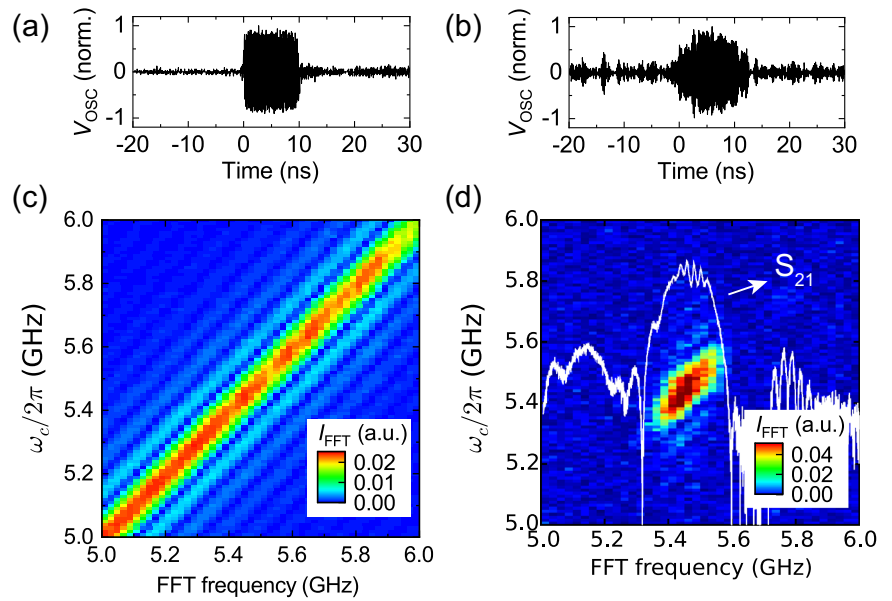 (a)
V_OSC (norm.)
1
0
-1
-20 -10 0 10 20 30
Time (ns)
(b)
V_OSC (norm.)
1
0
-1
-20 -10 0 10 20 30
Time (ns)
(c)
ω_c/2π (GHz)
6.0
5.8
5.6
5.4
5.2
5.0
I_FFT (a.u.)
0.02
0.01
0.00
5.0 5.2 5.4 5.6 5.8 6.0
FFT frequency (GHz)
(d)
ω_c/2π (GHz)
6.0
5.8
5.6
5.4
5.2
5.0
S_21
I_FFT (a.u.)
0.04
0.02
0.00
5.0 5.2 5.4 5.6 5.8 6.0
FFT frequency (GHz)